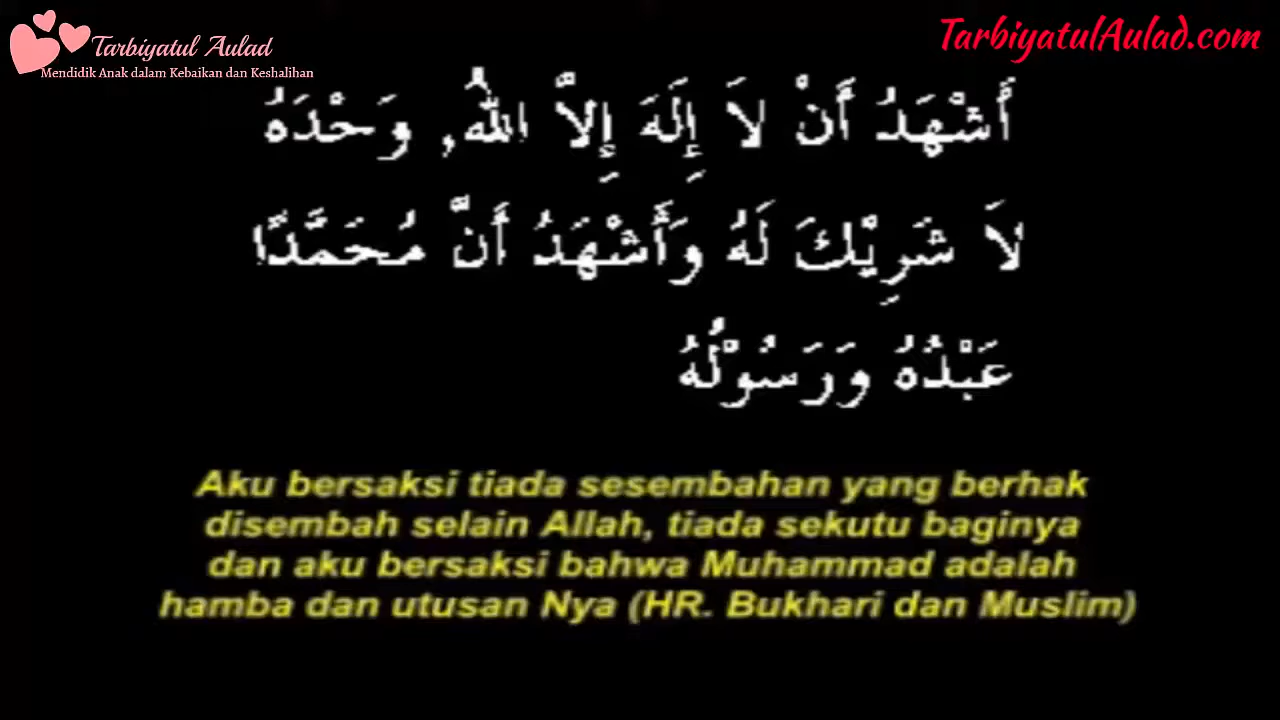 Tarbiyatul Aulad
Mendidik Anak dalam Kebaikan dan Keshalihan
TarbiyatulAulad.com
أَشْهَدُ أَنْ لاَ إِلَهَ إِلاَّ اللهُ, وَحْدَهُ
لاَ شَرِيْكَ لَهُ وَأَشْهَدُ أَنَّ مُحَمَّدًا
عَبْدُهُ وَرَسُوْلُهُ
Aku bersaksi tiada sesembahan yang berhak
disembah selain Allah, tiada sekutu baginya
dan aku bersaksi bahwa Muhammad adalah
hamba dan utusan Nya (HR. Bukhari dan Muslim)